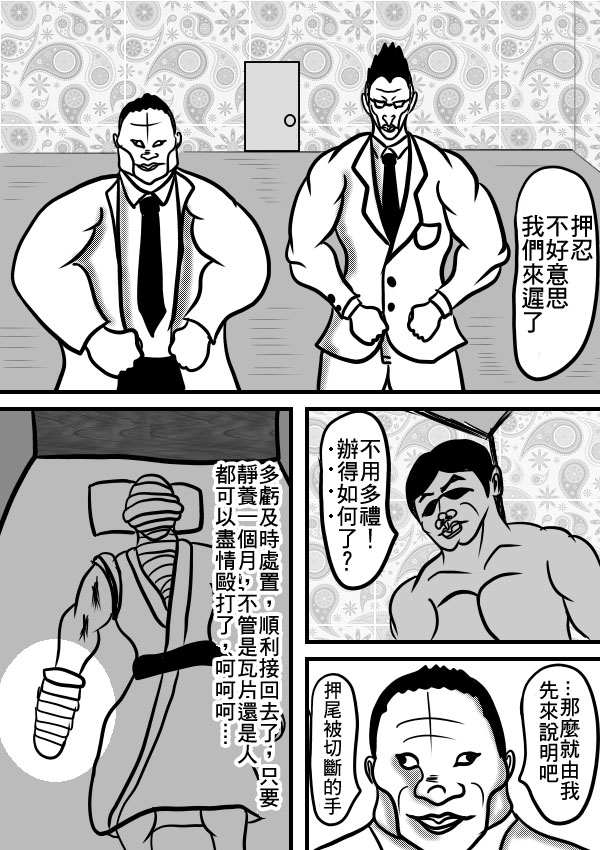 押忍
不好意思
我們來遲了
不用多禮！
辦得如何了？
…那麼就由我
先來說明吧
押尾被切斷的手
多虧及時處置，順利接回去了，只要
靜養一個月，不管是瓦片還是人
都可以盡情毆打了，呵呵呵…